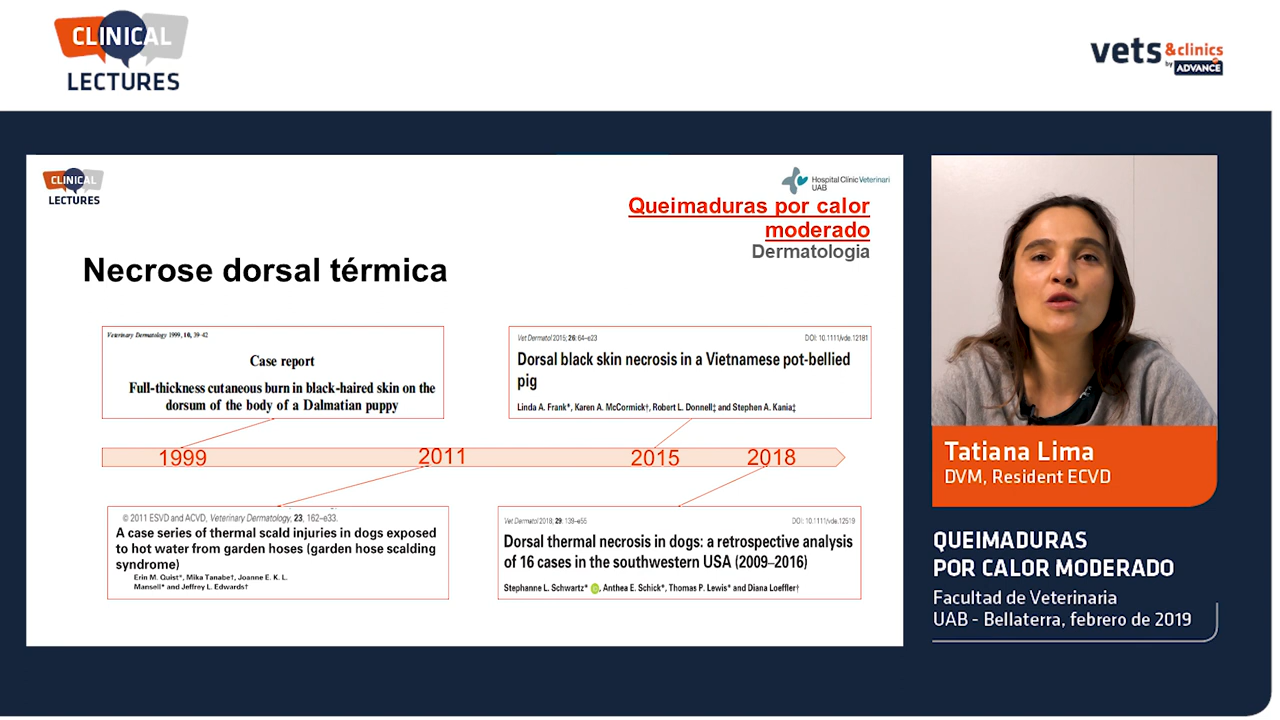 CLINICAL
LECTURES
vets &clinics
by ADVANCE
CLINICAL
LECTURES
Hospital Clínic Veterinari
UAB
Queimaduras por calor
moderado
Dermatologia
Necrose dorsal térmica
Veterinary Dermatology 1999, 10, 39-42
Case report
Full-thickness cutaneous burn in black-haired skin on the
dorsum of the body of a Dalmatian puppy
Vet Dermatol 2015; 26: 64–e23
DOI: 10.1111/vde.12181
Dorsal black skin necrosis in a Vietnamese pot-bellied
pig
Linda A. Frank*, Karen A. McCormick†, Robert L. Donnell‡ and Stephen A. Kania‡
1999
2011
2015
2018
© 2011 ESVD and ACVD, Veterinary Dermatology, 23, 162–e33.
A case series of thermal scald injuries in dogs exposed
to hot water from garden hoses (garden hose scalding
syndrome)
Erin M. Quist*, Mika Tanabe†, Joanne E. K. L.
Mansell* and Jeffrey L. Edwards†
Vet Dermatol 2018; 29: 139–e55
DOI: 10.1111/vde.12519
Dorsal thermal necrosis in dogs: a retrospective analysis
of 16 cases in the southwestern USA (2009–2016)
Stephanne L. Schwartz* iD, Anthea E. Schick*, Thomas P. Lewis* and Diana Loeffler†
Tatiana Lima
DVM, Resident ECVD
QUEIMADURAS
POR CALOR MODERADO
Facultad de Veterinaria
UAB - Bellaterra, febrero de 2019